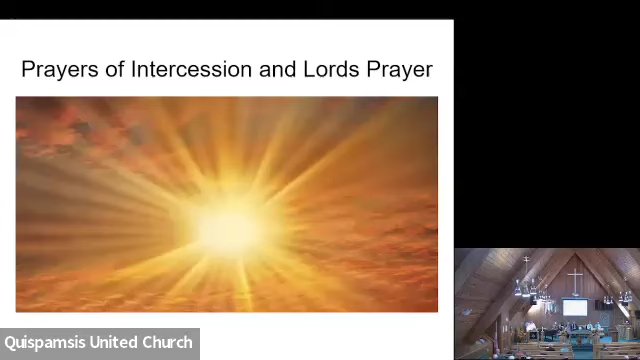 Prayers of Intercession and Lords Prayer
Quispamsis United Church